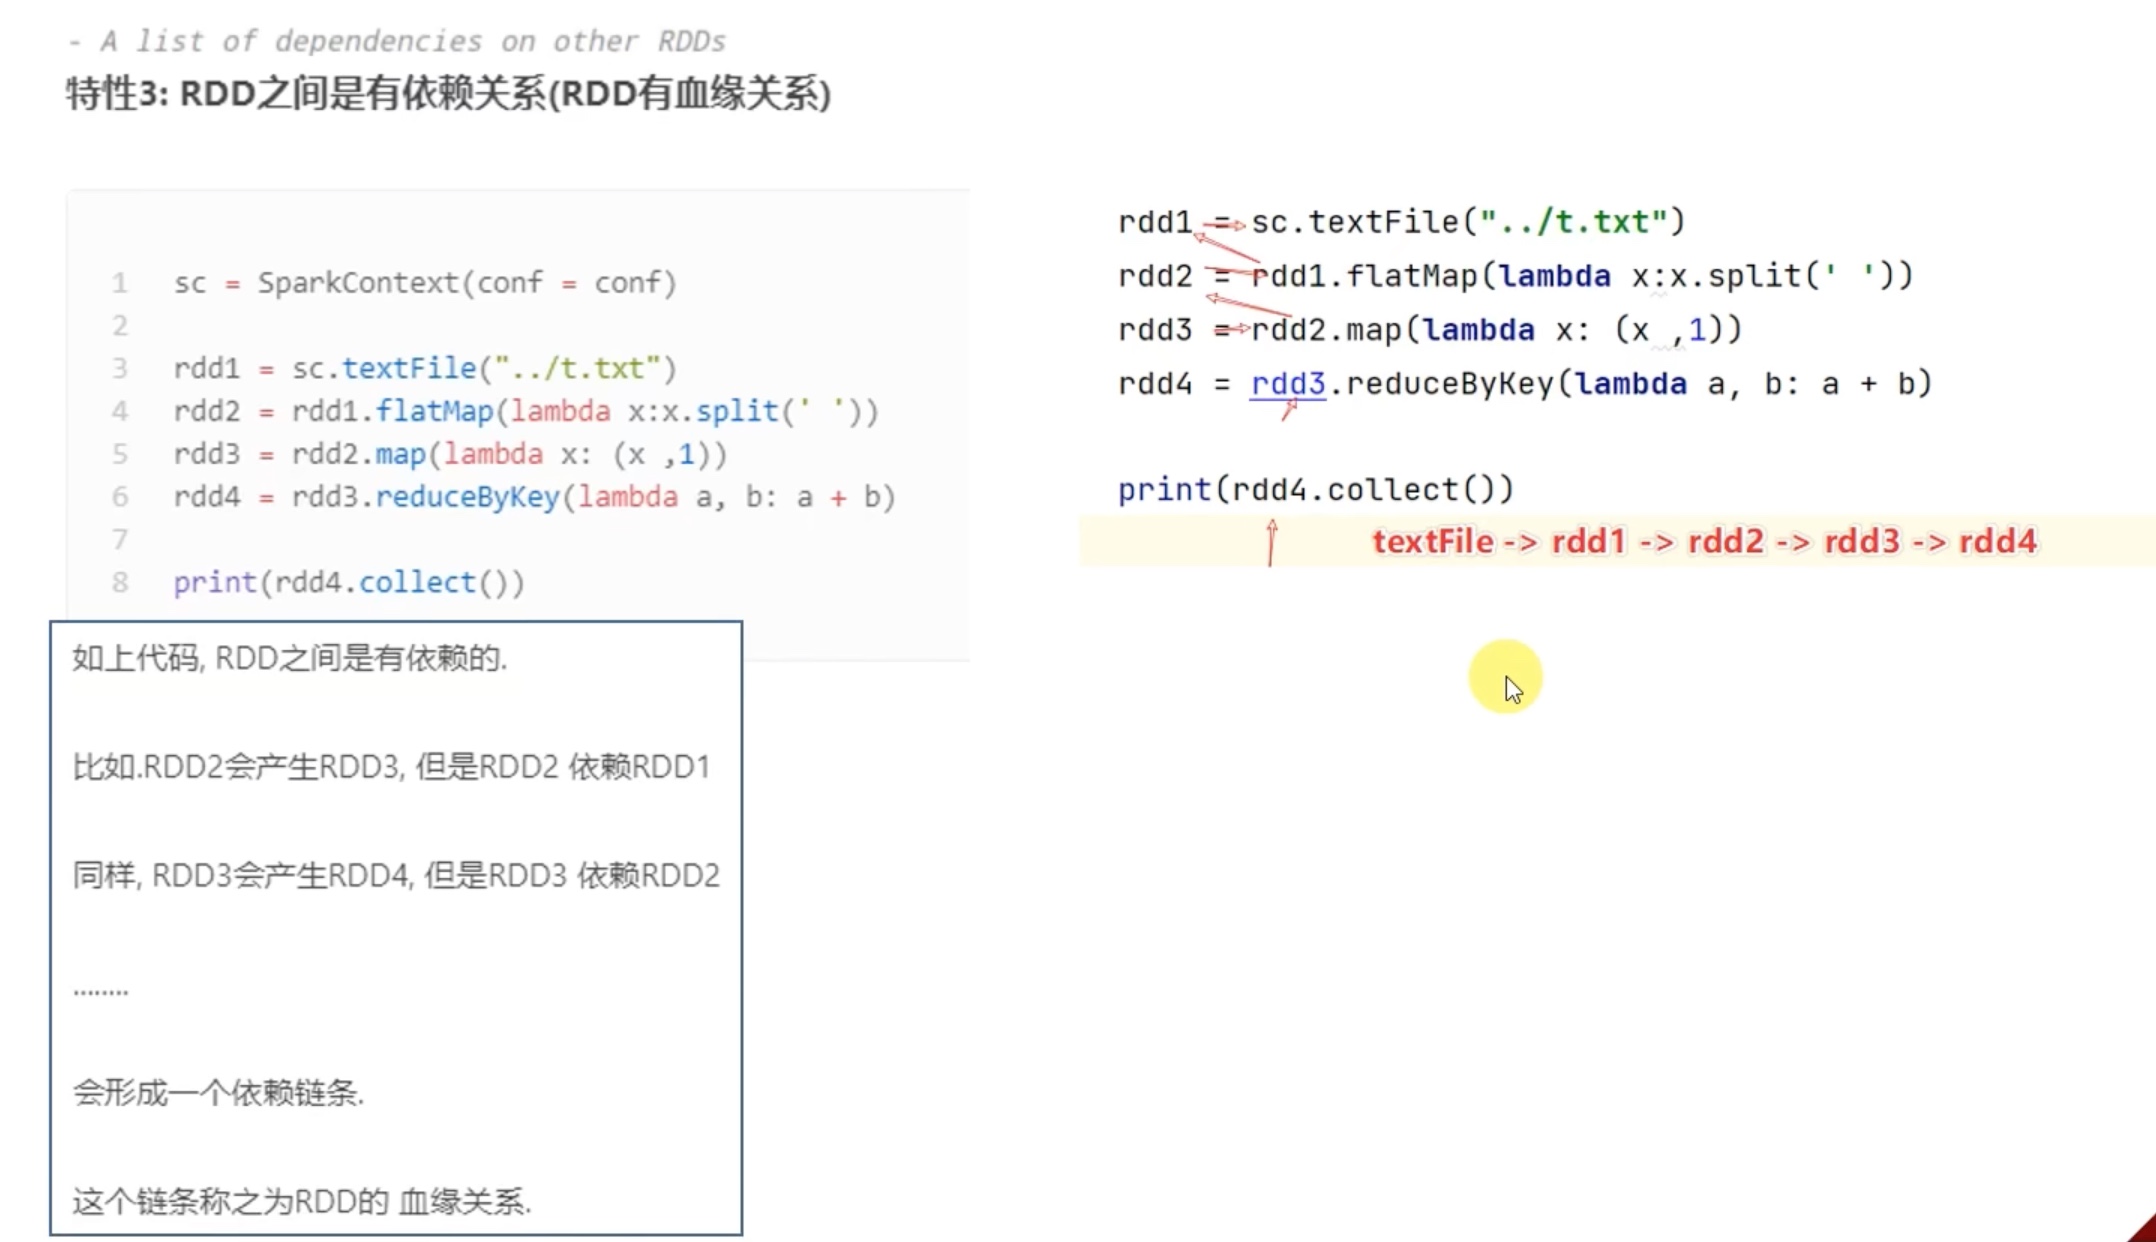 - A list of dependencies on other RDDs
特性3: RDD之间是有依赖关系(RDD有血缘关系)
1 sc = SparkContext(conf = conf)
2
3 rdd1 = sc.textFile("../t.txt")
4 rdd2 = rdd1.flatMap(lambda x:x.split(' '))
5 rdd3 = rdd2.map(lambda x: (x ,1))
6 rdd4 = rdd3.reduceByKey(lambda a, b: a + b)
7
8 print(rdd4.collect())
如上代码, RDD之间是有依赖的.
比如.RDD2会产生RDD3, 但是RDD2 依赖RDD1
同样, RDD3会产生RDD4, 但是RDD3 依赖RDD2
........
会形成一个依赖链条.
这个链条称之为RDD的 血缘关系.
rdd1 = sc.textFile("../t.txt")
rdd2 = rdd1.flatMap(lambda x:x.split(' '))
rdd3 = rdd2.map(lambda x: (x ,1))
rdd4 = rdd3.reduceByKey(lambda a, b: a + b)
print(rdd4.collect())
textFile -> rdd1 -> rdd2 -> rdd3 -> rdd4